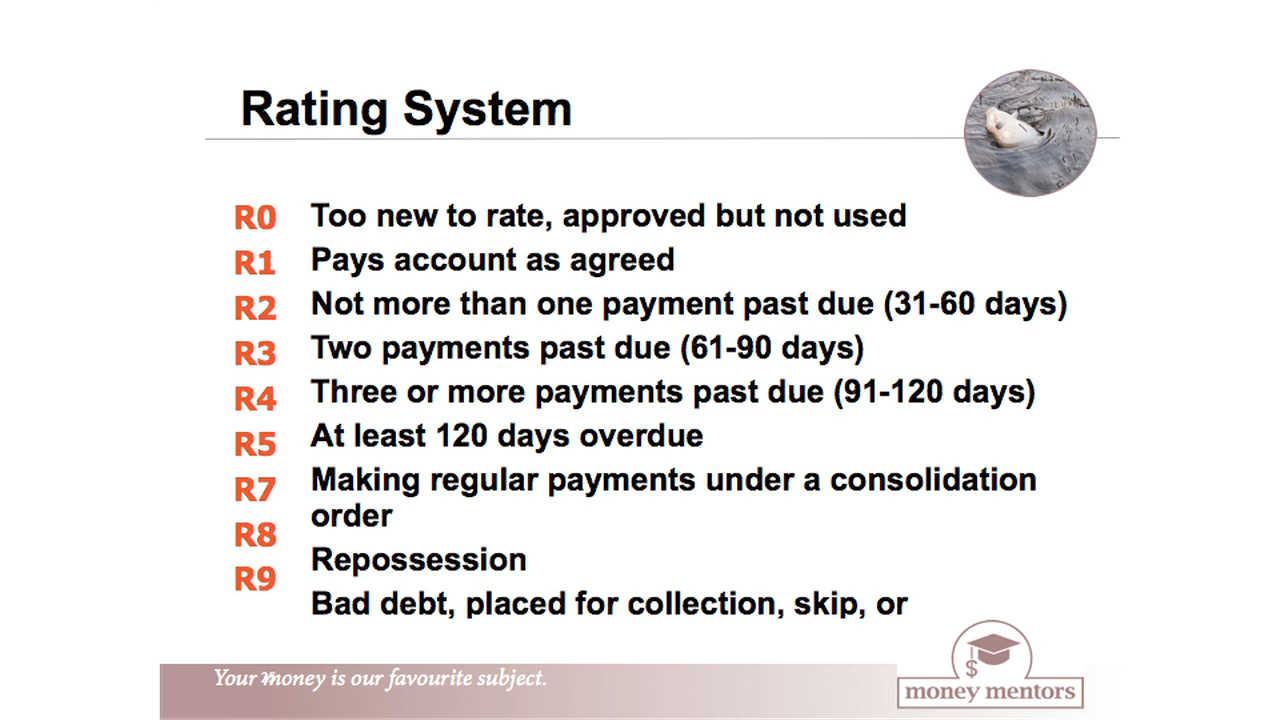 Rating System
R0 Too new to rate, approved but not used
R1 Pays account as agreed
R2 Not more than one payment past due (31-60 days)
R3 Two payments past due (61-90 days)
R4 Three or more payments past due (91-120 days)
R5 At least 120 days overdue
R7 Making regular payments under a consolidation
order
R8 Repossession
R9 Bad debt, placed for collection, skip, or
Your money is our favourite subject.
$
money mentors